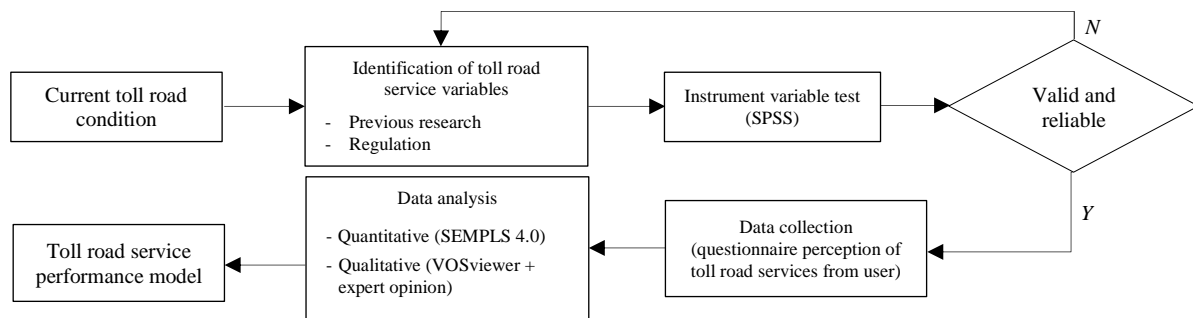 N
Current toll road
condition
Identification of toll road
service variables
- Previous research
- Regulation
Instrument variable test
(SPSS)
Valid and
reliable
Y
Data collection
(questionnaire perception of
toll road services from user)
Data analysis
- Quantitative (SEMPLS 4.0)
- Qualitative (VOSviewer +
expert opinion)
Toll road service
performance model